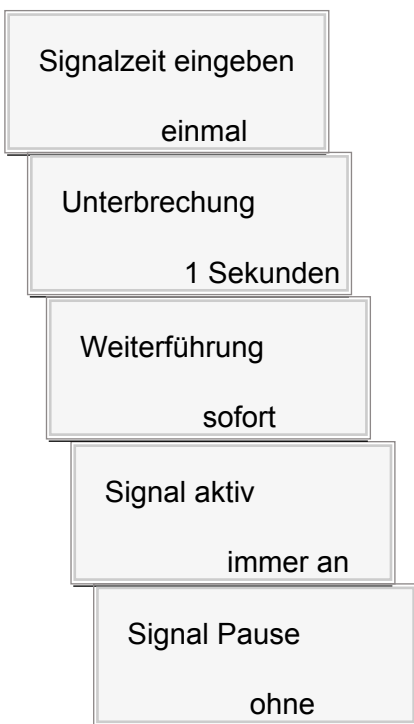 Signalzeit eingeben
einmal
Unterbrechung
1 Sekunden
Weiterführung
sofort
Signal aktiv
immer an
Signal Pause
ohne